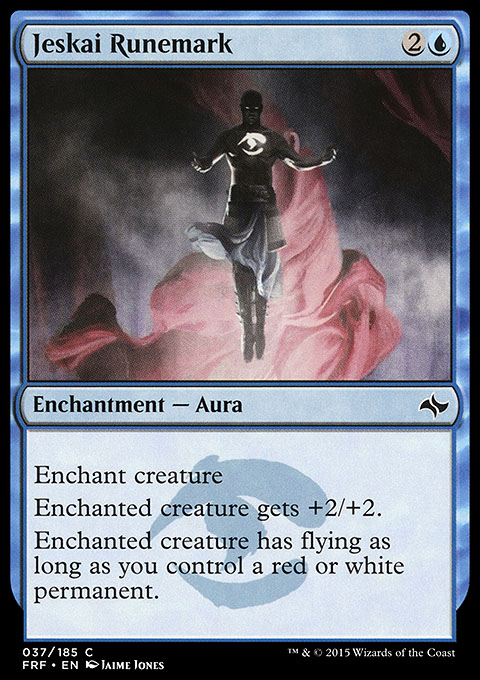 Jeskai Runemark 2
Enchantment — Aura
Enchant creature
Enchanted creature gets +2/+2.
Enchanted creature has flying as
long as you control a red or white
permanent.
037/185 C
FRF • EN Jaime Jones
™ & © 2015 Wizards of the Coast